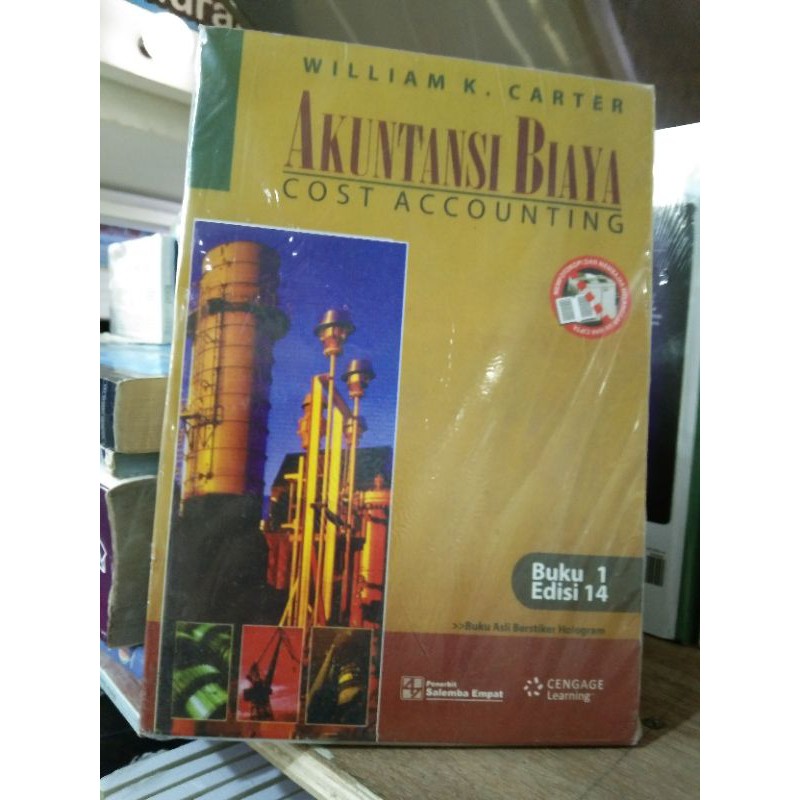 WILLIAM K. CARTER
AKUNTANSI BIAYA
COST ACCOUNTING
Buku 1
Edisi 14
>>Buku Asli Berstiker Hologram
Penerbit
Salemba Empat
CENGAGE
Learning